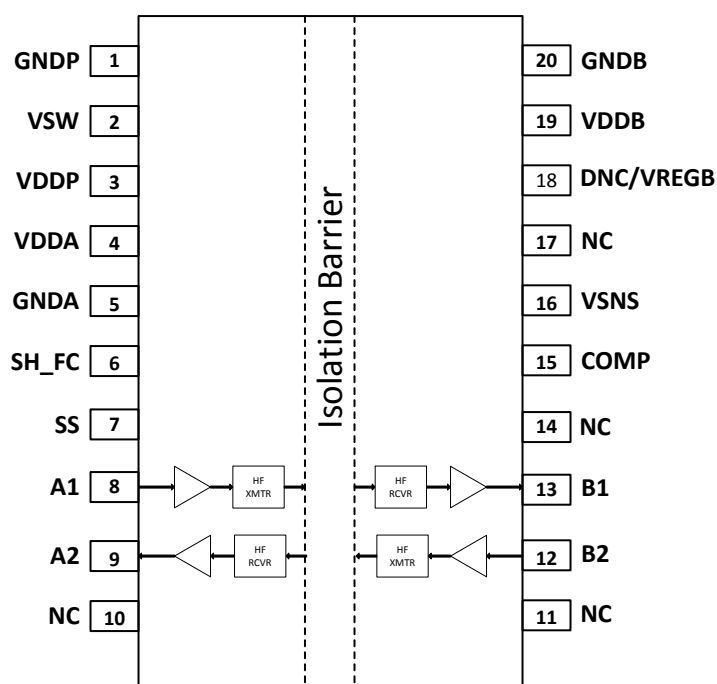 GNDP 1
20 GNDB
VSW 2
19 VDDB
VDDP 3
18 DNC/VREGB
VDDA 4
17 NC
GNDA 5
16 VSNS
SH_FC 6
15 COMP
SS 7
14 NC
Isolation Barrier
A1 8
HF
XMTR
HF
RCVR
13 B1
A2 9
HF
RCVR
HF
XMTR
12 B2
NC 10
11 NC